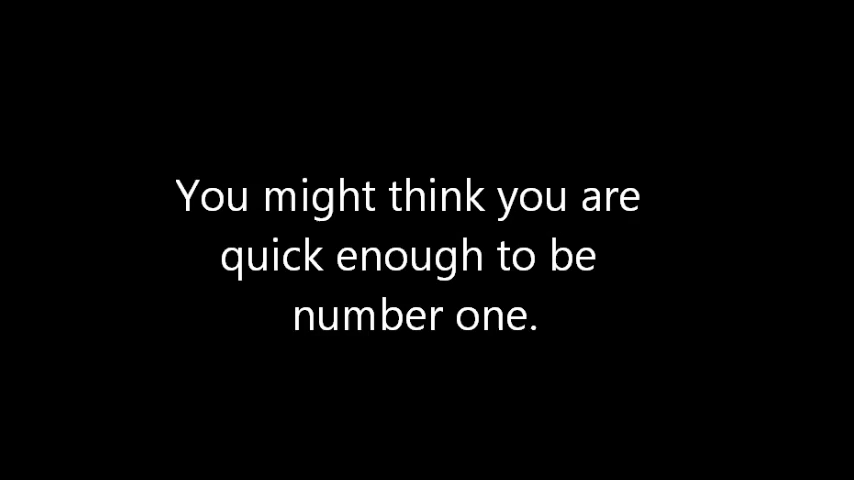 You might think you are
quick enough to be
number one.